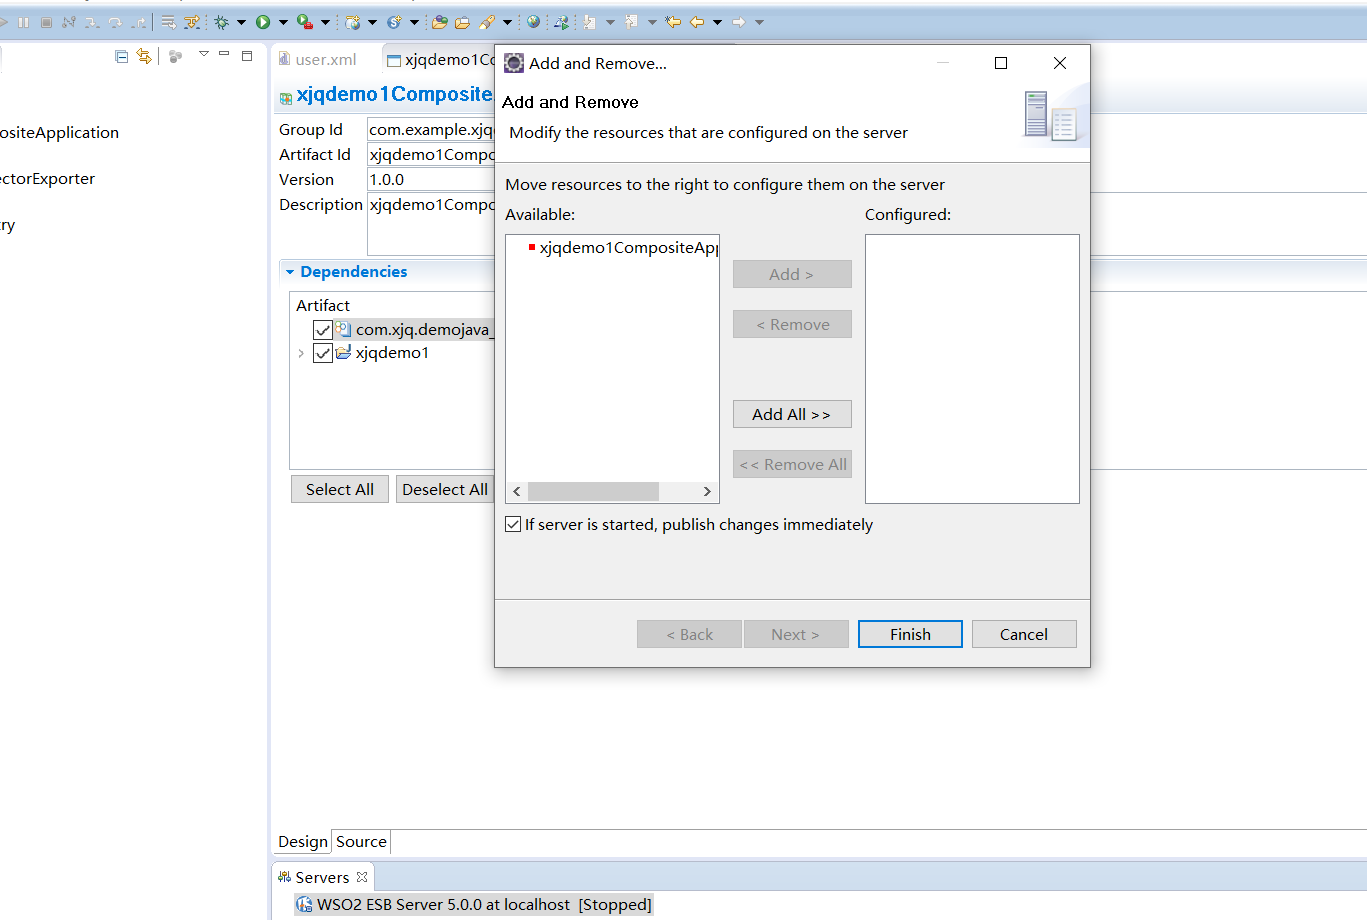 user.xml
xjqdemo1Co
xjqdemo1Composite
ositeApplication
ectorExporter
ry
Group Id
com.example.xjq
Artifact Id
xjqdemo1Compo
Version
1.0.0
Description
xjqdemo1Compo
Dependencies
Artifact
com.xjq.demojava_
xjqdemo1
Select All
Deselect All
Add and Remove...
Add and Remove
Modify the resources that are configured on the server
Move resources to the right to configure them on the server
Available:
Configured:
xjqdemo1CompositeApp
Add >
< Remove
Add All >>
<< Remove All
If server is started, publish changes immediately
< Back
Next >
Finish
Cancel
Design
Source
Servers
WSO2 ESB Server 5.0.0 at localhost [Stopped]